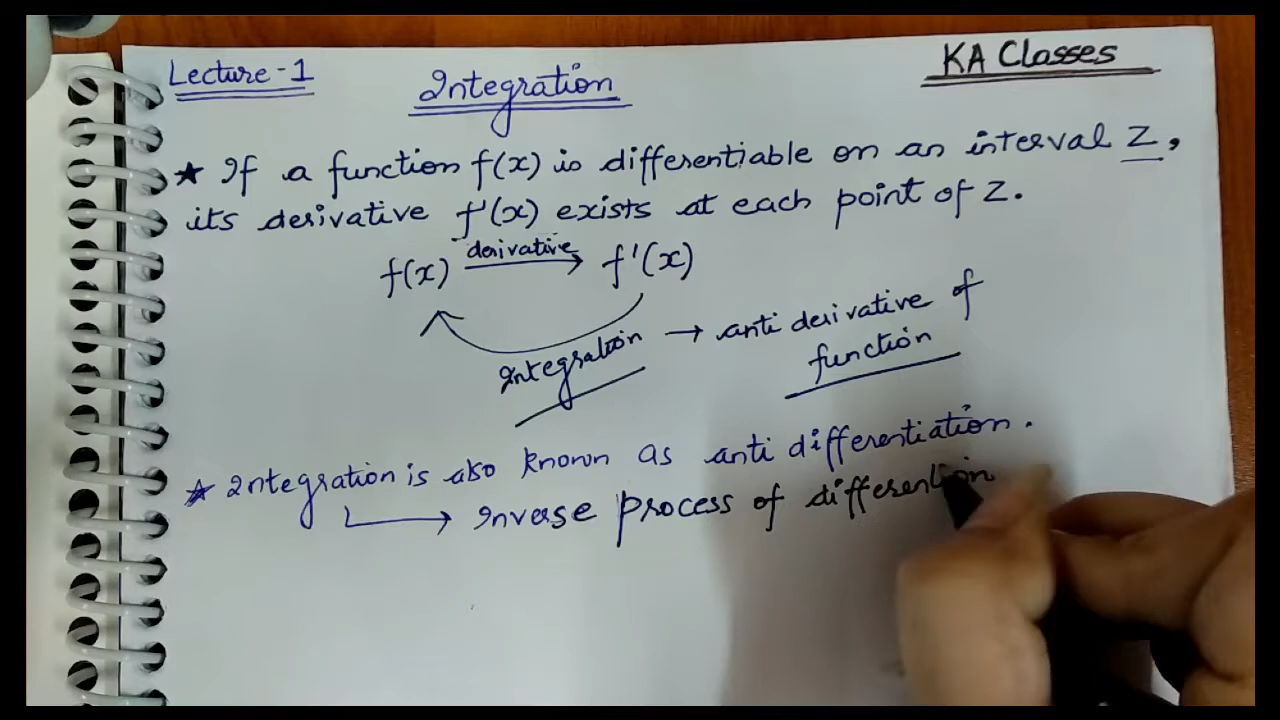 Lecture-1
Integration
KA Classes
★ If a function f(x) is differentiable on an interval I,
its derivative f'(x) exists at each point of I.
f(x) derivative → f'(x)
Integration → anti derivative of
function
★ Integration is also known as anti differentiation.
→ Inverse process of differention